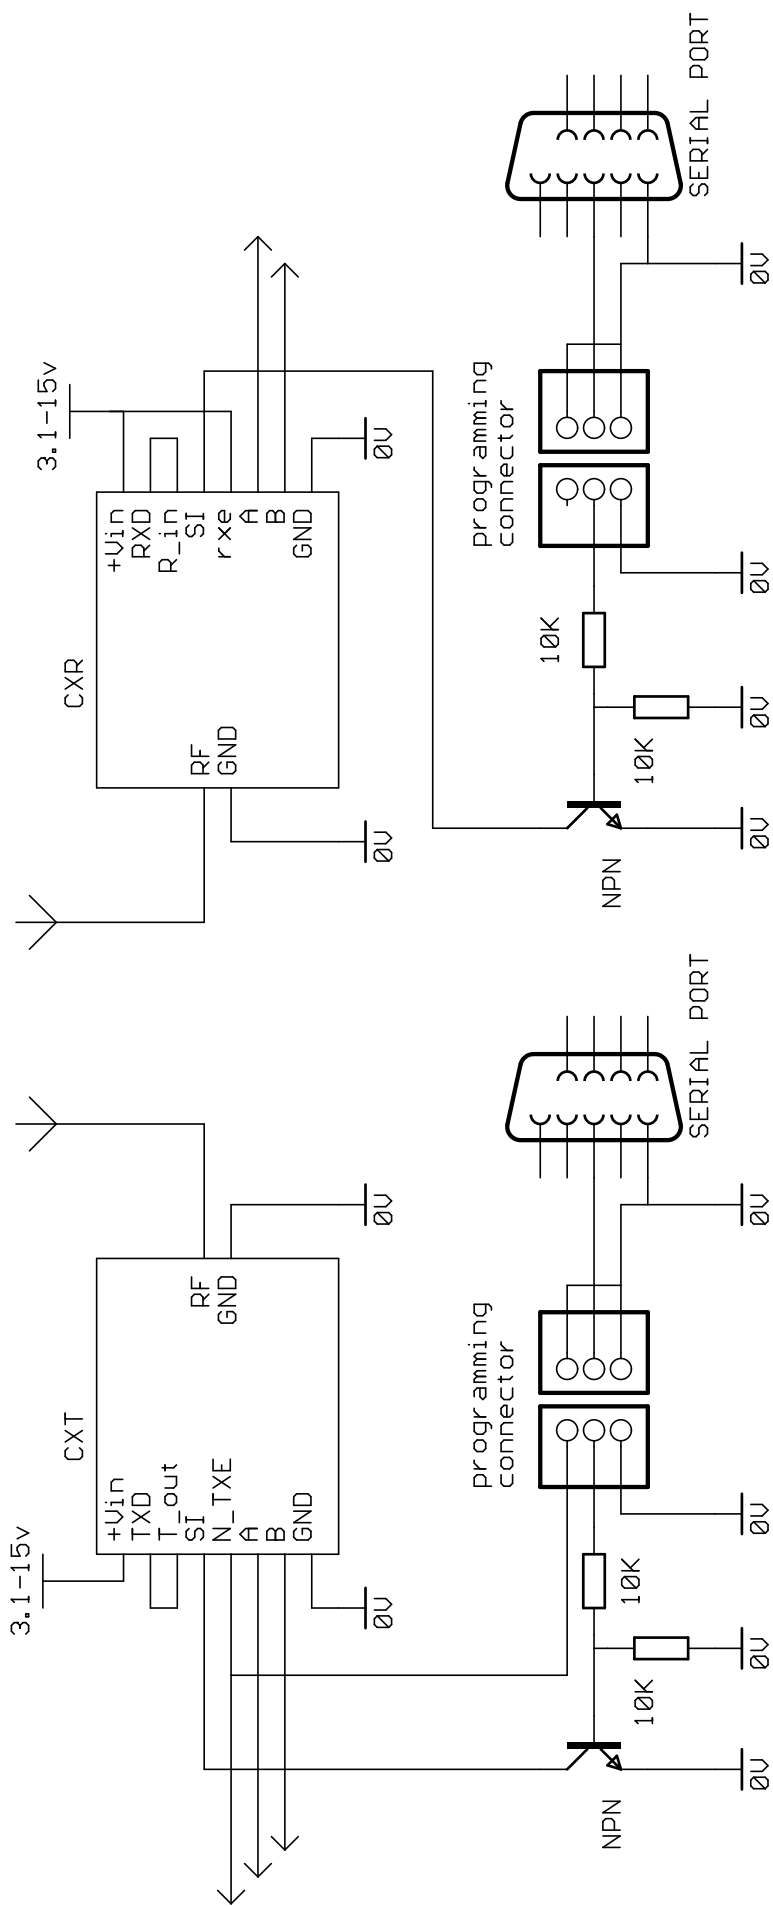 3.1-15v
CXT
+Vin
TXD
T_out
SI
N_TXE
A
B
GND
RF
GND
0V
0V
programming
connector
10K
10K
NPN
0V
0V
0V
0V
SERIAL PORT
3.1-15v
CXR
RF
GND
+Vin
RXD
R_in
SI
rxe
A
B
GND
0V
0V
programming
connector
10K
10K
NPN
0V
0V
0V
0V
SERIAL PORT